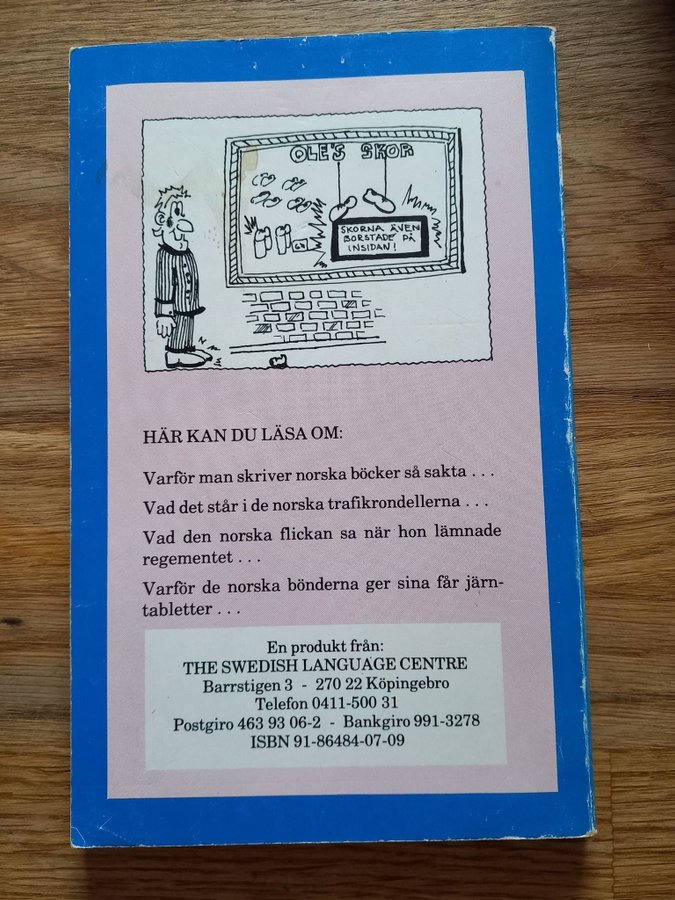 OLE'S SKOR
SKORNA ÄVEN
BORSTADE PÅ
INSIDAN!
HÄR KAN DU LÄSA OM:
Varför man skriver norska böcker så sakta . . .
Vad det står i de norska trafikrondellerna . . .
Vad den norska flickan sa när hon lämnade
regementet . . .
Varför de norska bönderna ger sina får järn-
tabletter . . .
En produkt från:
THE SWEDISH LANGUAGE CENTRE
Barrstigen 3 - 270 22 Köpingebro
Telefon 0411-500 31
Postgiro 463 93 06-2 - Bankgiro 991-3278
ISBN 91-86484-07-09